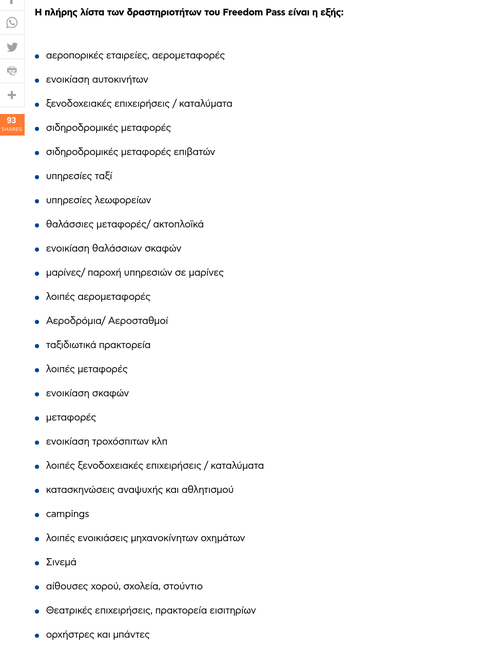 Η πλήρης λίστα των δραστηριοτήτων του Freedom Pass είναι η εξής:
αεροπορικές εταιρείες, αερομεταφορές
ενοικίαση αυτοκινήτων
ξενοδοχειακές επιχειρήσεις / καταλύματα
σιδηροδρομικές μεταφορές
σιδηροδρομικές μεταφορές επιβατών
υπηρεσίες ταξί
υπηρεσίες λεωφορείων
θαλάσσιες μεταφορές/ ακτοπλοϊκά
ενοικίαση θαλάσσιων σκαφών
μαρίνες/ παροχή υπηρεσιών σε μαρίνες
λοιπές αερομεταφορές
Αεροδρόμια/ Αεροσταθμοί
ταξιδιωτικά πρακτορεία
λοιπές μεταφορές
ενοικίαση σκαφών
μεταφορές
ενοικίαση τροχόσπιτων κλπ
λοιπές ξενοδοχειακές επιχειρήσεις / καταλύματα
κατασκηνώσεις αναψυχής και αθλητισμού
campings
λοιπές ενοικιάσεις μηχανοκίνητων οχημάτων
Σινεμά
αίθουσες χορού, σχολεία, στούντιο
Θεατρικές επιχειρήσεις, πρακτορεία εισιτηρίων
ορχήστρες και μπάντες
93
SHARES